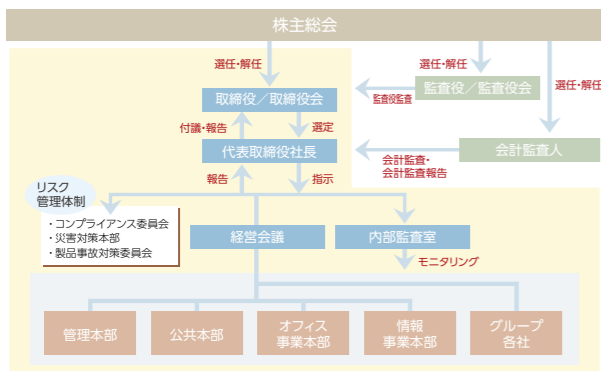 株主総会
選任・解任
選任・解任
選任・解任
取締役／取締役会
監査役監査
監査役／監査役会
付議・報告
選定
代表取締役社長
会計監査人
会計監査・
会計監査報告
報告
指示
リスク
管理体制
・コンプライアンス委員会
・災害対策本部
・製品事故対策委員会
経営会議
内部監査室
モニタリング
管理本部
公共本部
オフィス
事業本部
情報
事業本部
グループ
各社